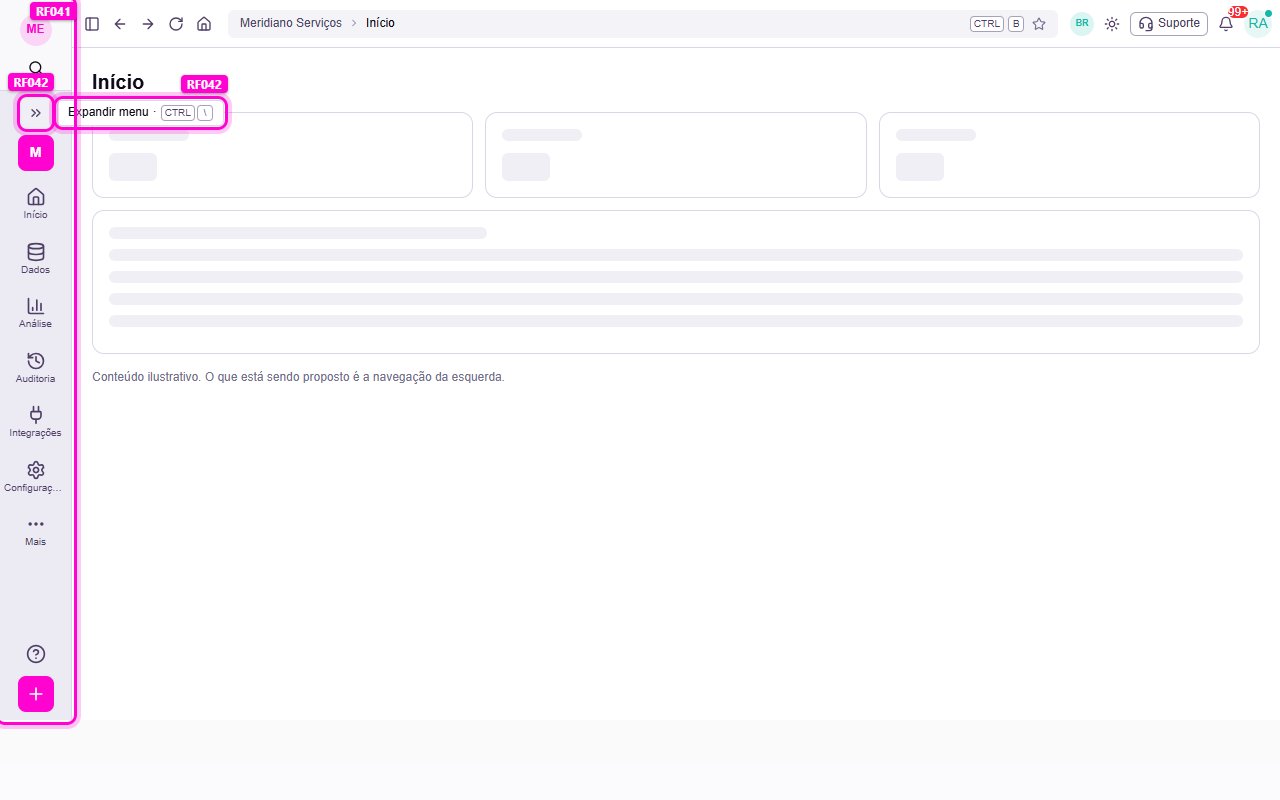 RF041
ME
Meridiano Serviços > Início
CTRL B
BR
Suporte
99+
RA
RF042
Início
RF042
Expandir menu · CTRL \
M
Início
Dados
Análise
Auditoria
Integrações
Configuraç...
Mais
Conteúdo ilustrativo. O que está sendo proposto é a navegação da esquerda.